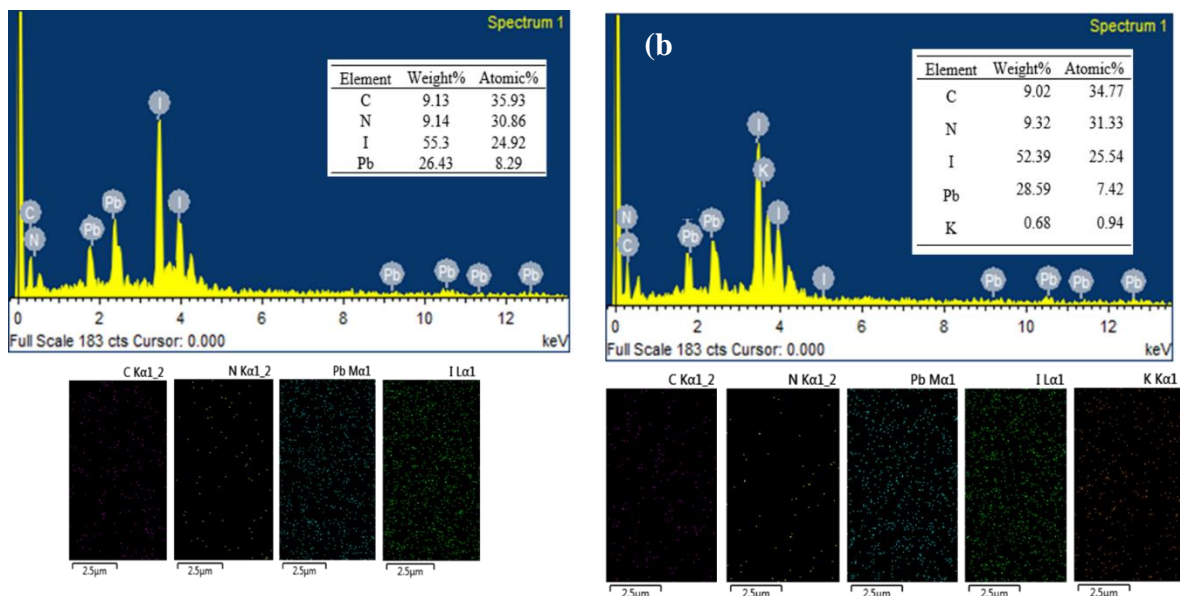 Spectrum 1
Element Weight% Atomic%
C 9.13 35.93
N 9.14 30.86
I 55.3 24.92
Pb 26.43 8.29
I
C
N
Pb
Pb
I
Pb
Pb
Pb
Pb
0 2 4 6 8 10 12
Full Scale 183 cts Cursor: 0.000 keV
C Kα1_2 N Kα1_2 Pb Mα1 I Lα1
2.5µm 2.5µm 2.5µm 2.5µm
(b
Spectrum 1
Element Weight% Atomic%
C 9.02 34.77
N 9.32 31.33
I 52.39 25.54
Pb 28.59 7.42
K 0.68 0.94
I
K
N
C
Pb
Pb
I
I
Pb
Pb
Pb
Pb
0 2 4 6 8 10 12
Full Scale 183 cts Cursor: 0.000 keV
C Kα1_2 N Kα1_2 Pb Mα1 I Lα1 K Kα1
2.5µm 2.5µm 2.5µm 2.5µm 2.5µm